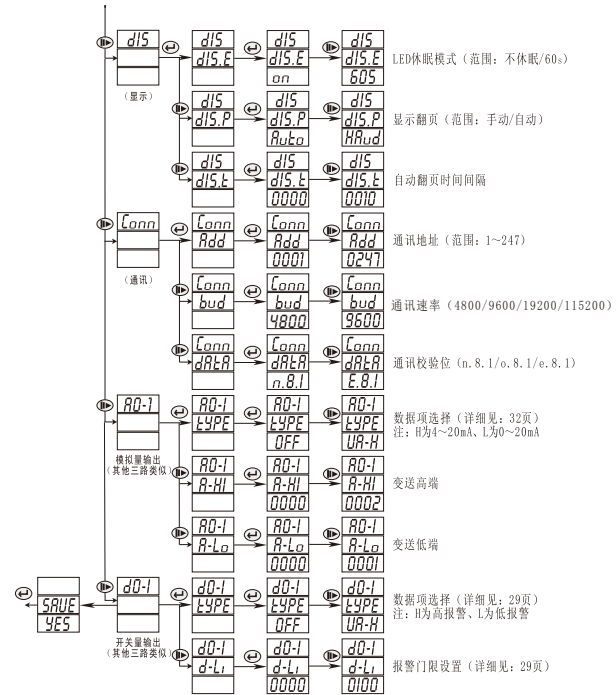 dIS dIS dIS dIS
dIS.E dIS.E dIS.E LED休眠模式（范围：不休眠/60s）
on 60S
（显示）
dIS dIS dIS
dIS.P dIS.P dIS.P 显示翻页（范围：手动/自动）
Auto HAud
dIS dIS dIS
dIS.t dIS.t dIS.t 自动翻页时间间隔
0000 0010
Conn Conn Conn Conn
Add Add Add 通讯地址（范围：1～247）
0001 0247
（通讯）
Conn Conn Conn
bud bud bud 通讯速率（4800/9600/19200/115200）
4800 9600
Conn Conn Conn
dAtA dAtA dAtA 通讯校验位（n.8.1/o.8.1/e.8.1）
n.8.1 E.8.1
AO-1 AO-1 AO-1 AO-1
tYPE tYPE tYPE 数据项选择（详细见：32页）
OFF UA-H 注：H为4～20mA、L为0～20mA
模拟量输出
（其他三路类似）
AO-1 AO-1 AO-1
A-HI A-HI A-HI 变送高端
0000 0002
AO-1 AO-1 AO-1
A-Lo A-Lo A-Lo 变送低端
0000 0001
dO-1 dO-1 dO-1 dO-1
SAVE tYPE tYPE tYPE 数据项选择（详细见：29页）
YES OFF UA-H 注：H为高报警、L为低报警
开关量输出
（其他三路类似）
dO-1 dO-1 dO-1
d-Li d-Li d-Li 报警门限设置（详细见：29页）
0000 0100